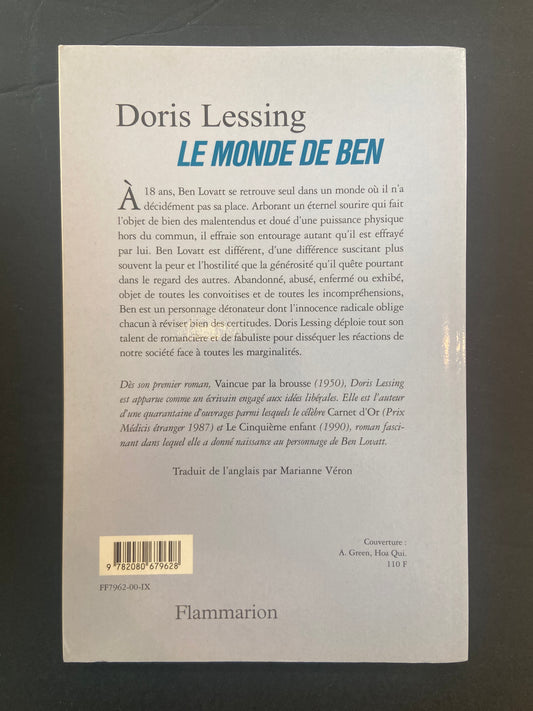 Doris Lessing
LE MONDE DE BEN
À 18 ans, Ben Lovatt se retrouve seul dans un monde où il n'a
décidément pas sa place. Arborant un éternel sourire qui fait
l'objet de bien des malentendus et doué d'une puissance physique
hors du commun, il effraie son entourage autant qu'il est effrayé
par lui. Ben est différent, d'une différence suscitant plus
souvent la peur et l'hostilité que la générosité qu'il quête pourtant
dans le regard des autres. Abandonné, abusé, enfermé ou exhibé,
objet de toutes les convoitises et de toutes les incompréhensions,
Ben est un personnage détonateur dont l'innocence radicale oblige
chacun à réviser bien des certitudes. Doris Lessing déploie tout son
talent de romancière et de fabuliste pour disséquer les réactions de
notre société face à toutes les marginalités.
Dès son premier roman, Vaincue par la brousse (1950), Doris Lessing
est apparue comme un écrivain engagé aux idées libérales. Elle est l'auteur
d'une quarantaine d'ouvrages parmi lesquels le célèbre Carnet d'Or (Prix
Médicis étranger 1987) et Le Cinquième enfant (1990), roman fasci-
nant dans lequel elle a donné naissance au personnage de Ben Lovatt.
Traduit de l'anglais par Marianne Véron
Couverture :
A. Green, Hoa Qui.
110 F
9 782080 679628
FF7962-00-IX
Flammarion